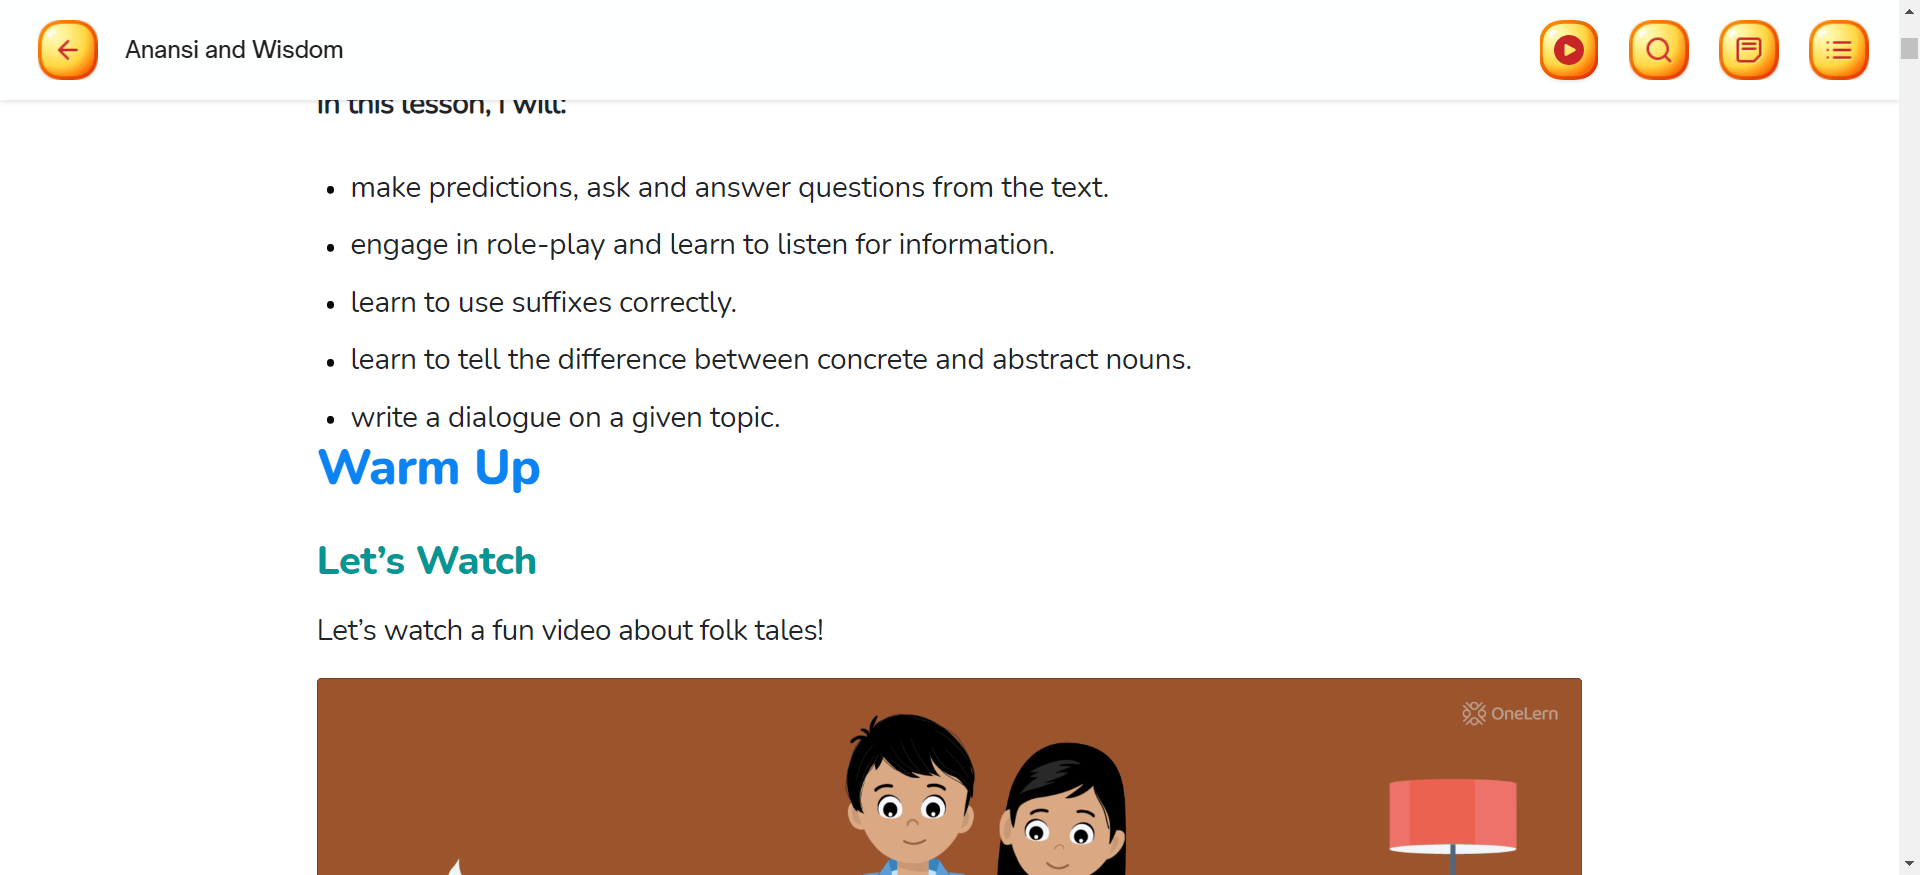 Anansi and Wisdom
In this lesson, I will:
make predictions, ask and answer questions from the text.
engage in role-play and learn to listen for information.
learn to use suffixes correctly.
learn to tell the difference between concrete and abstract nouns.
write a dialogue on a given topic.
Warm Up
Let’s Watch
Let’s watch a fun video about folk tales!
OneLern